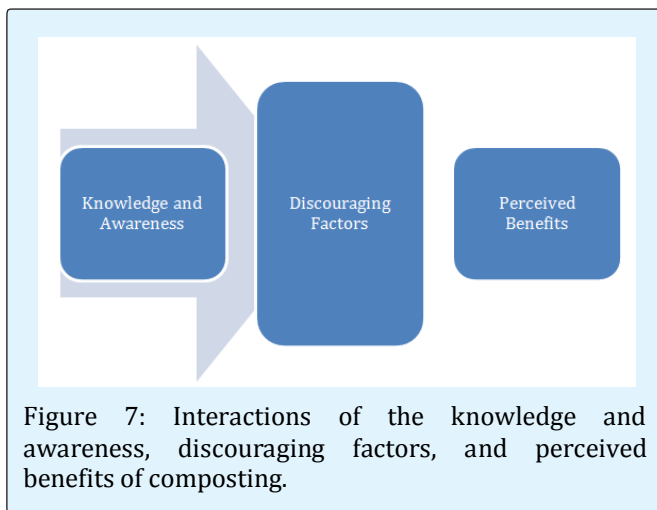 Knowledge and
Awareness
Discouraging
Factors
Perceived
Benefits
Figure 7: Interactions of the knowledge and
awareness, discouraging factors, and perceived
benefits of composting.